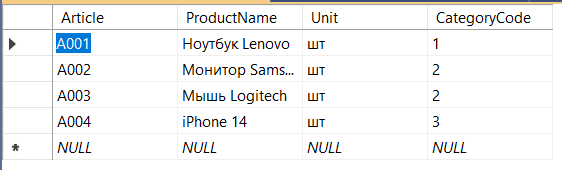 Article ProductName Unit CategoryCode
A001 Ноутбук Lenovo шт 1
A002 Монитор Sams... шт 2
A003 Мышь Logitech шт 2
A004 iPhone 14 шт 3
* NULL NULL NULL NULL